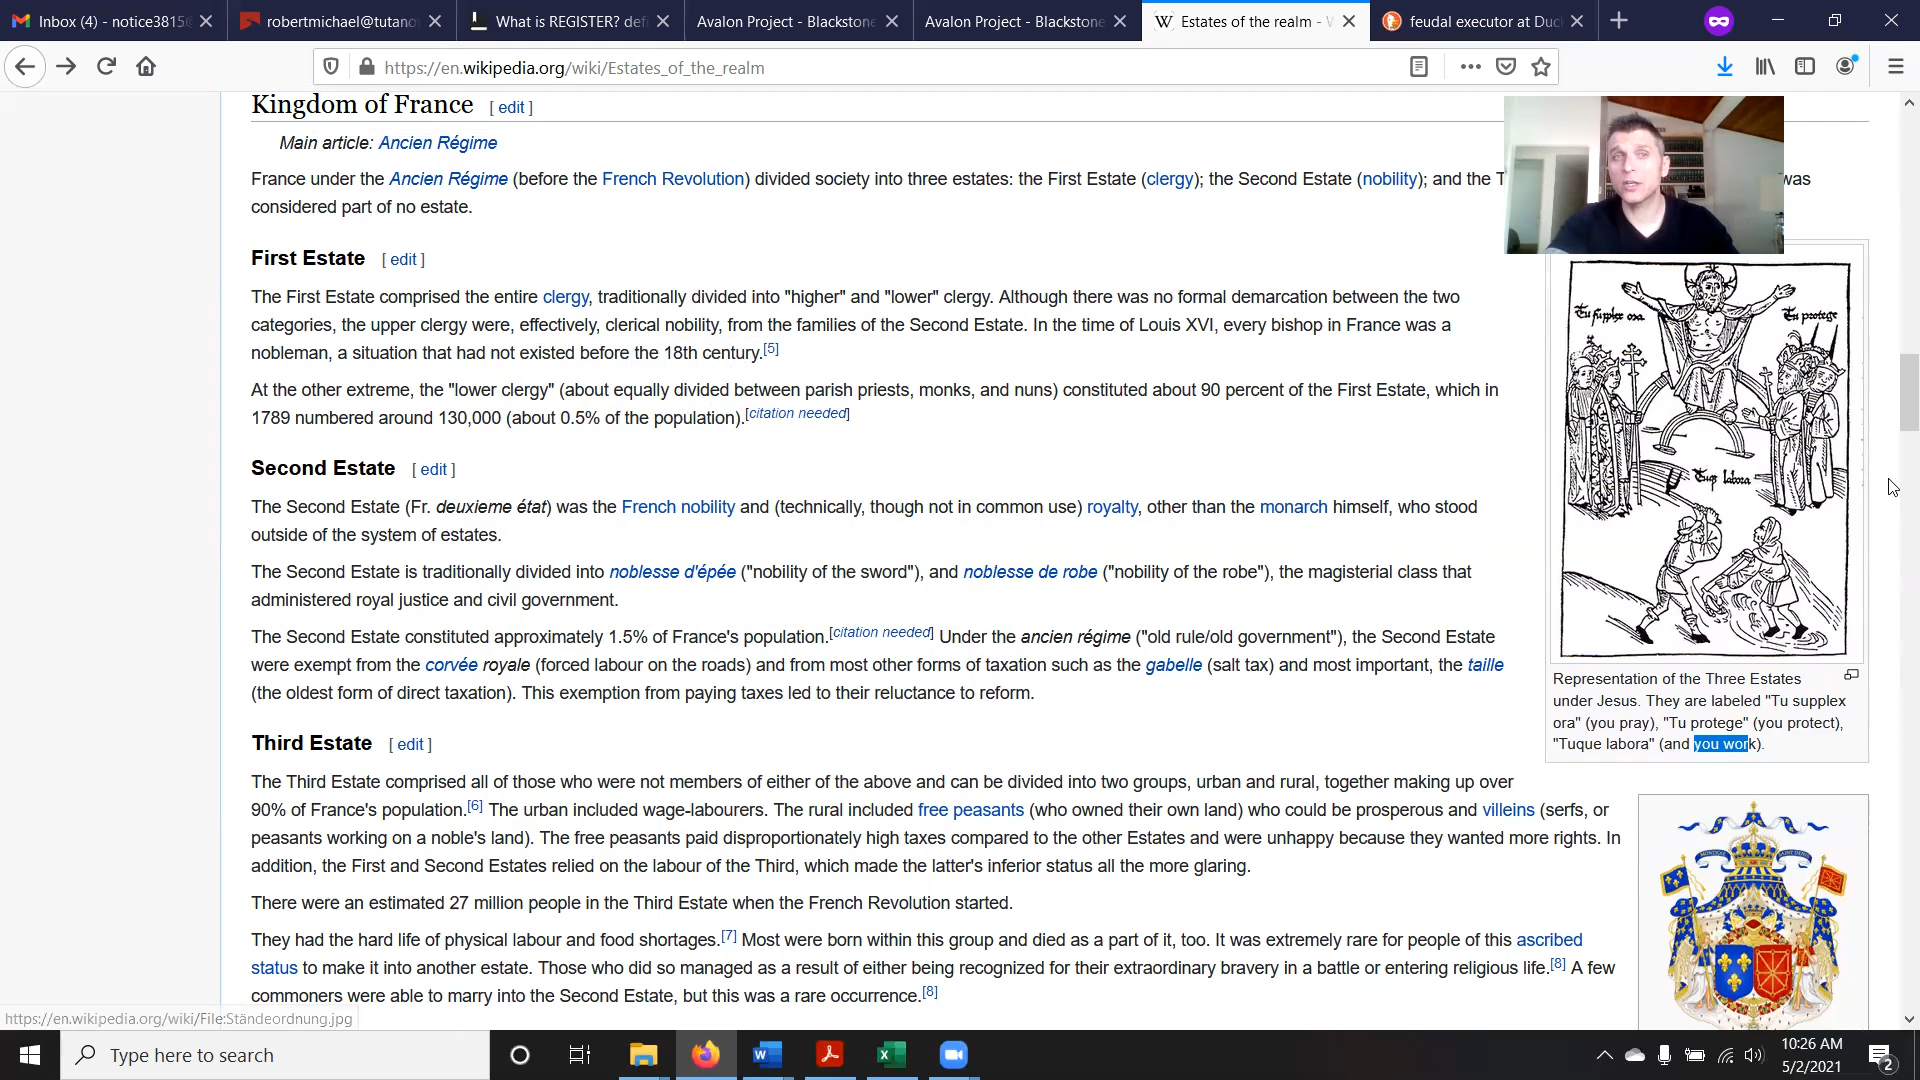 Inbox (4) - notice3815
robertmichael@tutano
What is REGISTER? defi
Avalon Project - Blackstone
Avalon Project - Blackstone
W Estates of the realm - W
feudal executor at Duc
https://en.wikipedia.org/wiki/Estates_of_the_realm
Kingdom of France [ edit ]
Main article: Ancien Régime
France under the Ancien Régime (before the French Revolution) divided society into three estates: the First Estate (clergy); the Second Estate (nobility); and the T
was
considered part of no estate.
First Estate [ edit ]
The First Estate comprised the entire clergy, traditionally divided into "higher" and "lower" clergy. Although there was no formal demarcation between the two
categories, the upper clergy were, effectively, clerical nobility, from the families of the Second Estate. In the time of Louis XVI, every bishop in France was a
nobleman, a situation that had not existed before the 18th century.[5]
At the other extreme, the "lower clergy" (about equally divided between parish priests, monks, and nuns) constituted about 90 percent of the First Estate, which in
1789 numbered around 130,000 (about 0.5% of the population).[citation needed]
Second Estate [ edit ]
The Second Estate (Fr. deuxieme état) was the French nobility and (technically, though not in common use) royalty, other than the monarch himself, who stood
outside of the system of estates.
The Second Estate is traditionally divided into noblesse d'épée ("nobility of the sword"), and noblesse de robe ("nobility of the robe"), the magisterial class that
administered royal justice and civil government.
The Second Estate constituted approximately 1.5% of France's population.[citation needed] Under the ancien régime ("old rule/old government"), the Second Estate
were exempt from the corvée royale (forced labour on the roads) and from most other forms of taxation such as the gabelle (salt tax) and most important, the taille
(the oldest form of direct taxation). This exemption from paying taxes led to their reluctance to reform.
Third Estate [ edit ]
The Third Estate comprised all of those who were not members of either of the above and can be divided into two groups, urban and rural, together making up over
90% of France's population.[6] The urban included wage-labourers. The rural included free peasants (who owned their own land) who could be prosperous and villeins (serfs, or
peasants working on a noble's land). The free peasants paid disproportionately high taxes compared to the other Estates and were unhappy because they wanted more rights. In
addition, the First and Second Estates relied on the labour of the Third, which made the latter's inferior status all the more glaring.
There were an estimated 27 million people in the Third Estate when the French Revolution started.
They had the hard life of physical labour and food shortages.[7] Most were born within this group and died as a part of it, too. It was extremely rare for people of this ascribed
status to make it into another estate. Those who did so managed as a result of either being recognized for their extraordinary bravery in a battle or entering religious life.[8] A few
commoners were able to marry into the Second Estate, but this was a rare occurrence.[8]
Tu supplex ora
Tu protege
Tuque labora
Representation of the Three Estates
under Jesus. They are labeled "Tu supplex
ora" (you pray), "Tu protege" (you protect),
"Tuque labora" (and you work).
https://en.wikipedia.org/wiki/File:Ständeordnung.jpg
Type here to search
10:26 AM
5/2/2021
2